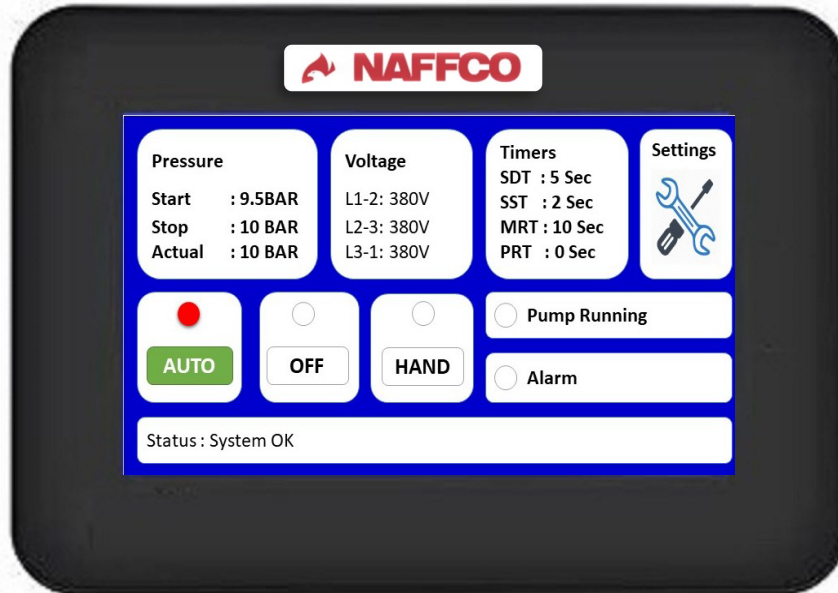 NAFFCO
Pressure
Start : 9.5BAR
Stop : 10 BAR
Actual : 10 BAR
Voltage
L1-2: 380V
L2-3: 380V
L3-1: 380V
Timers
SDT : 5 Sec
SST : 2 Sec
MRT : 10 Sec
PRT : 0 Sec
Settings
AUTO
OFF
HAND
Pump Running
Alarm
Status : System OK